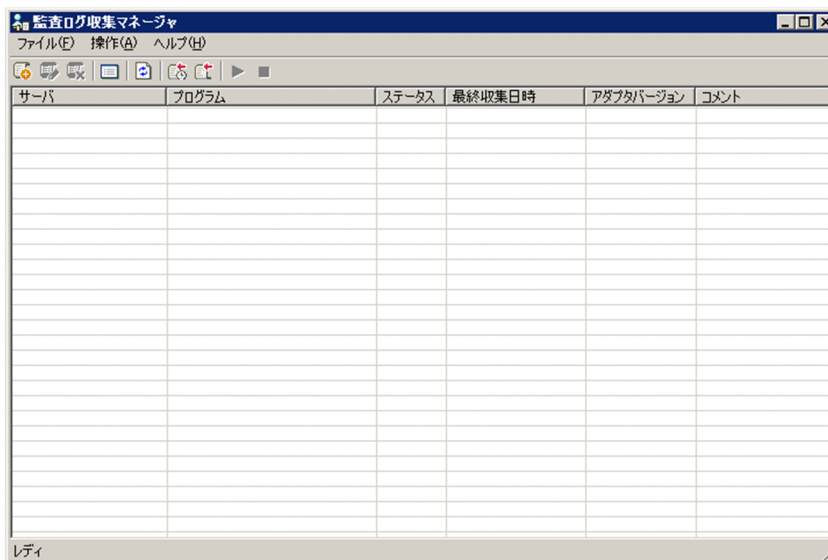 監査ログ収集マネージャ
ファイル(F) 操作(A) ヘルプ(H)
サーバ プログラム ステータス 最終収集日時 アダプタバージョン コメント
レディ